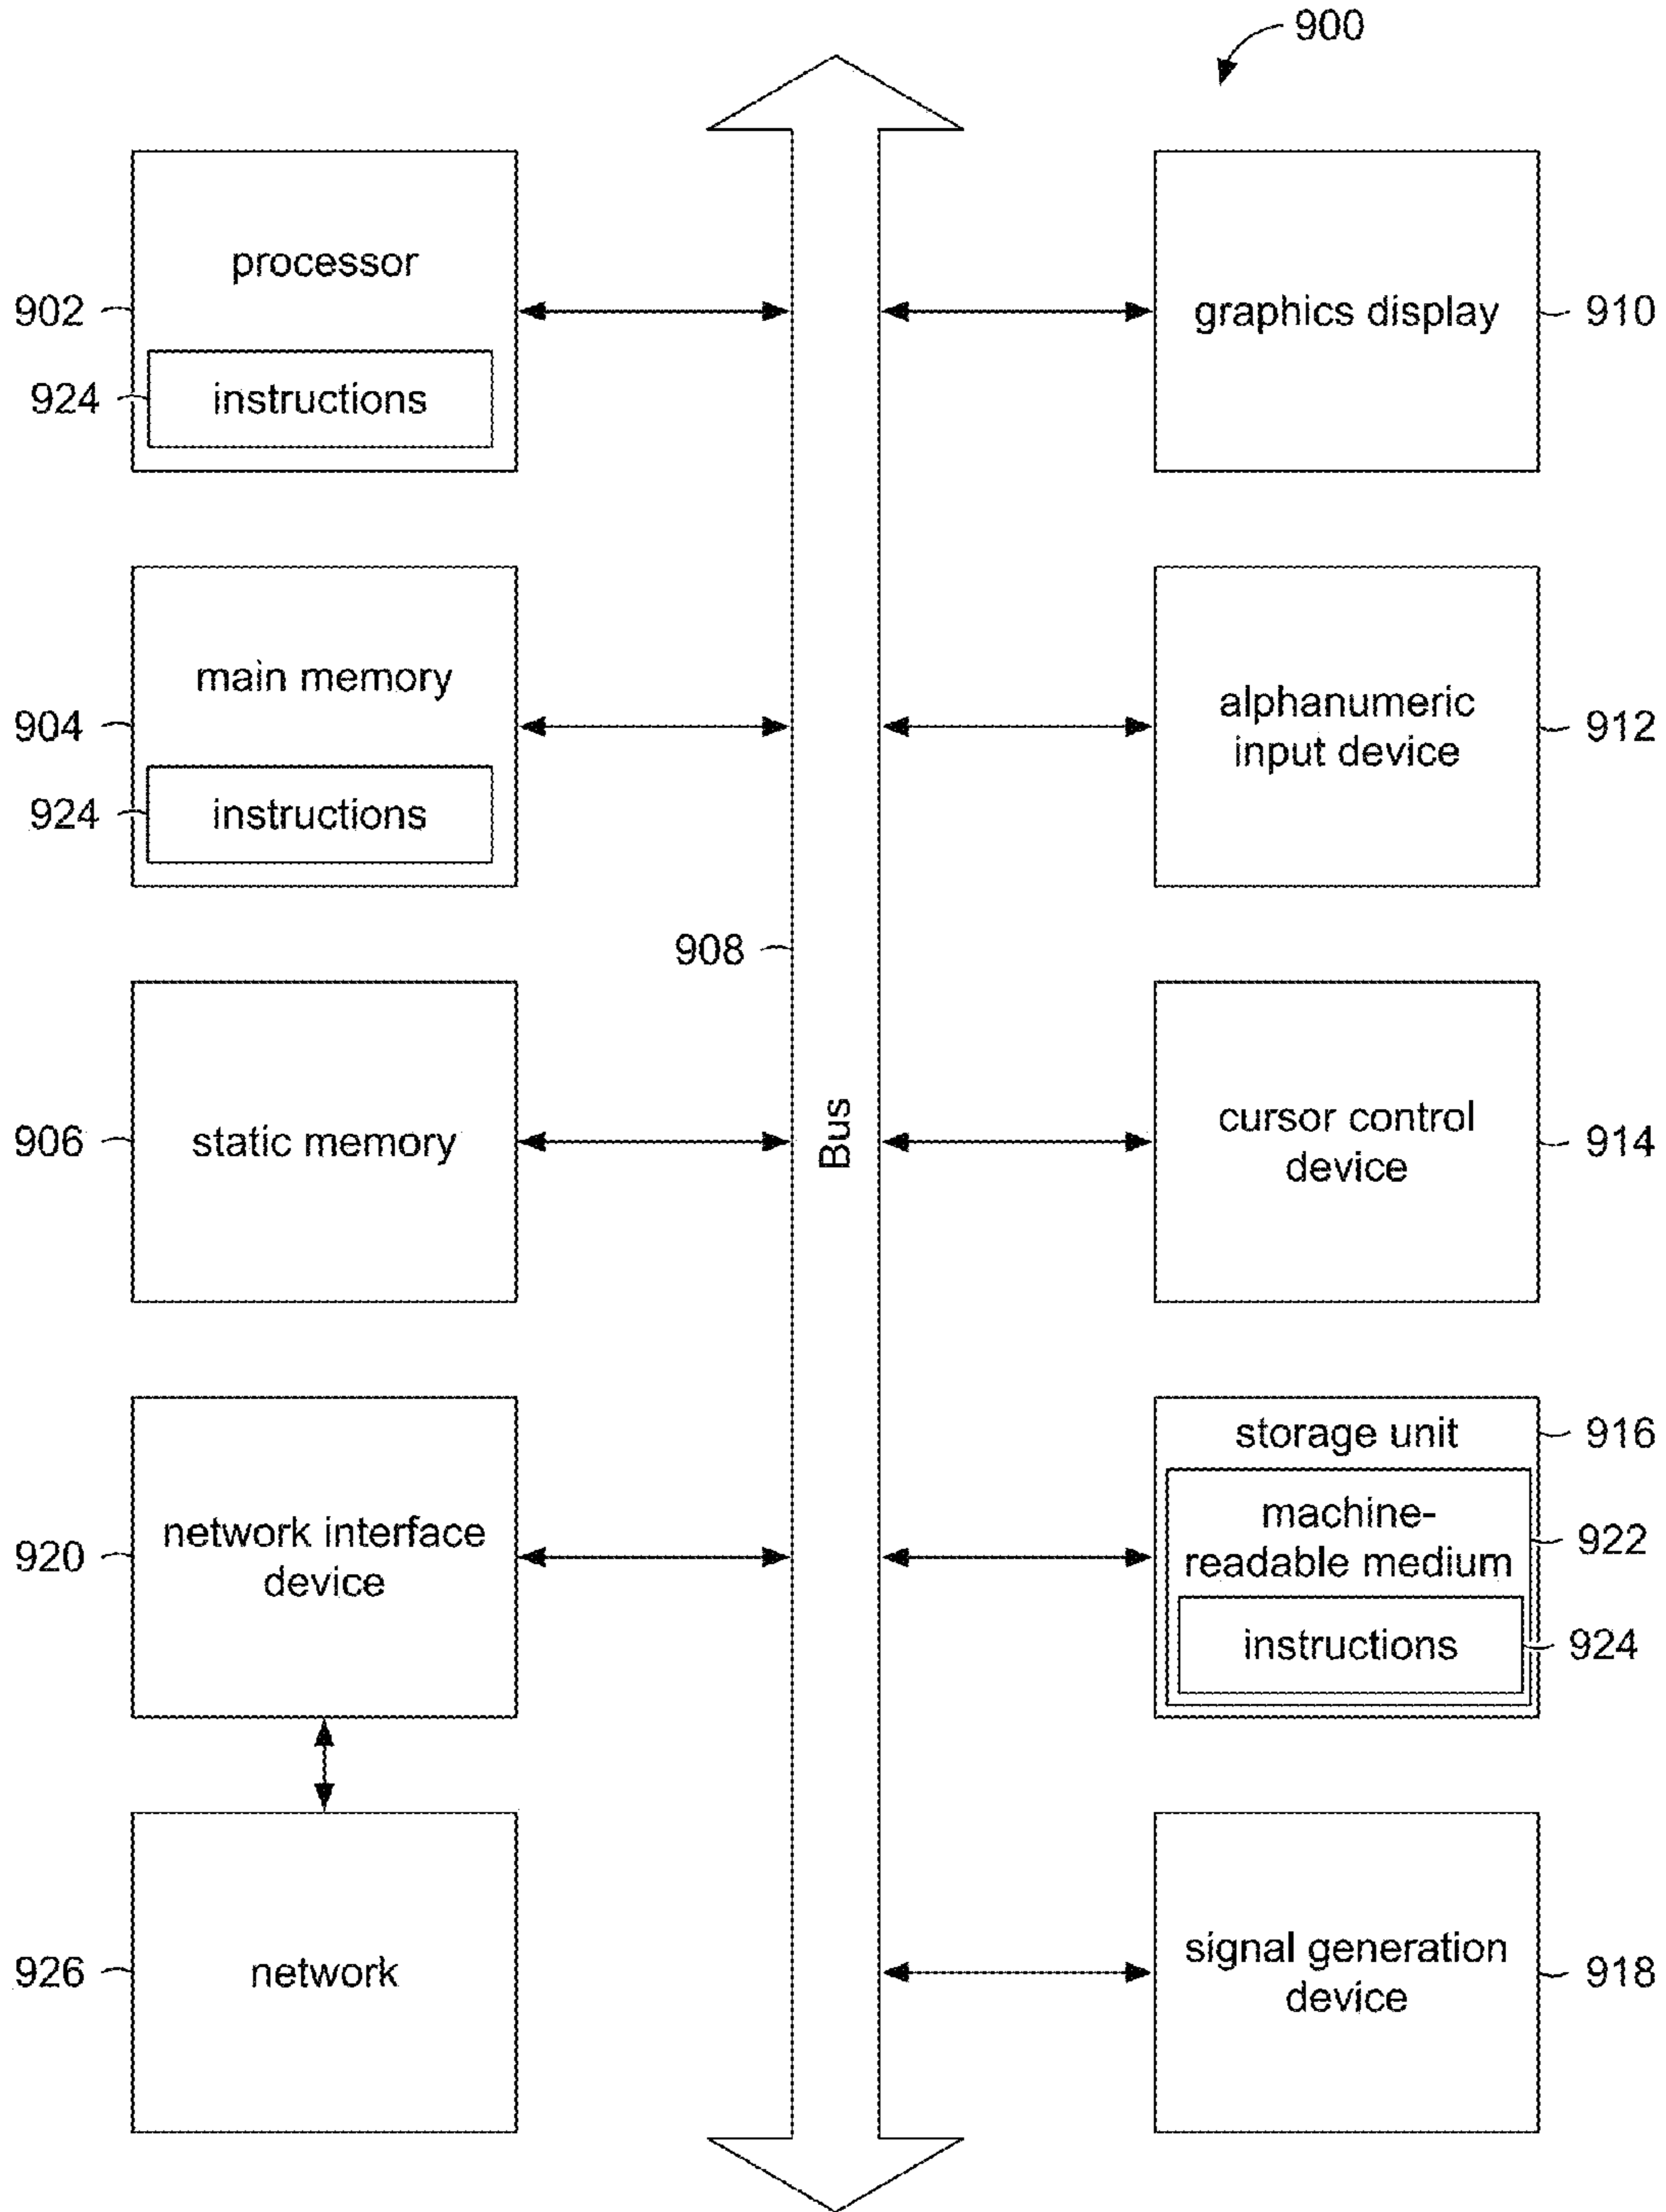 900
processor
902
924
instructions
graphics display
910
main memory
904
924
instructions
alphanumeric
input device
912
908
Bus
static memory
906
cursor control
device
914
network interface
device
920
storage unit
916
machine-
readable medium
922
instructions
924
network
926
signal generation
device
918